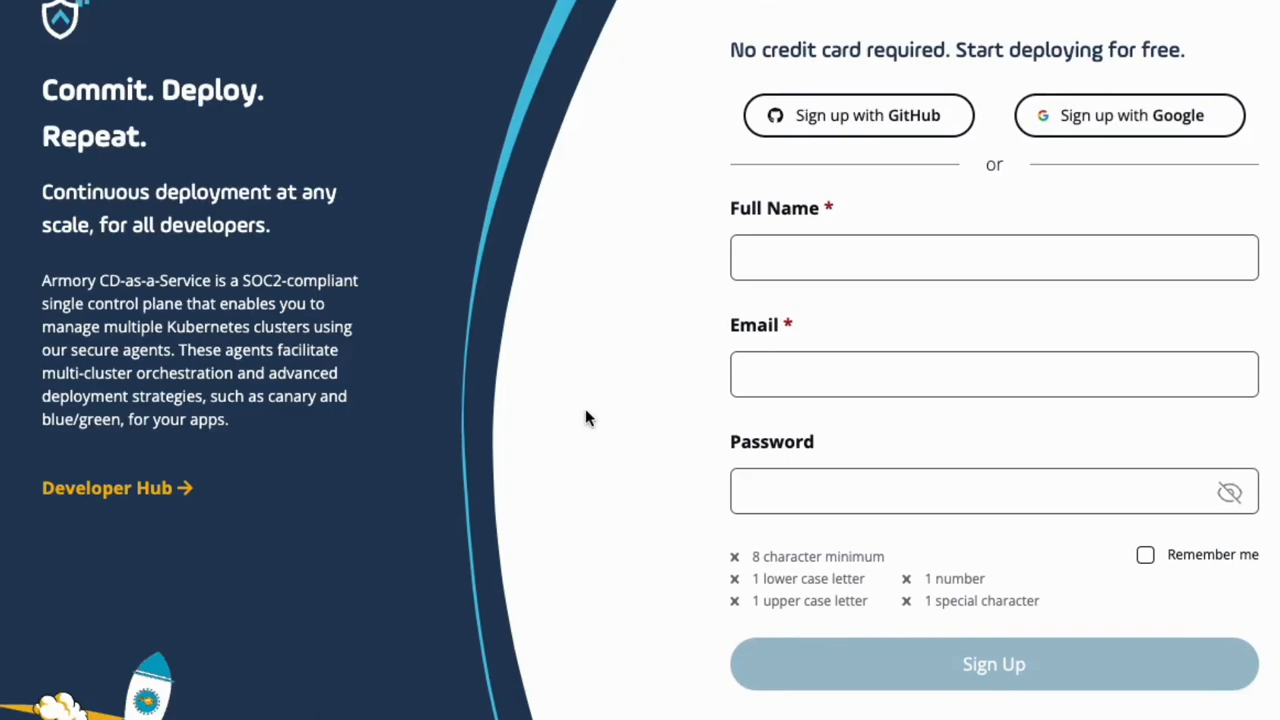 Commit. Deploy.
Repeat.
Continuous deployment at any
scale, for all developers.
Armory CD-as-a-Service is a SOC2-compliant
single control plane that enables you to
manage multiple Kubernetes clusters using
our secure agents. These agents facilitate
multi-cluster orchestration and advanced
deployment strategies, such as canary and
blue/green, for your apps.
Developer Hub →
No credit card required. Start deploying for free.
Sign up with GitHub
Sign up with Google
or
Full Name *
Email *
Password
8 character minimum
Remember me
1 lower case letter
1 number
1 upper case letter
1 special character
Sign Up